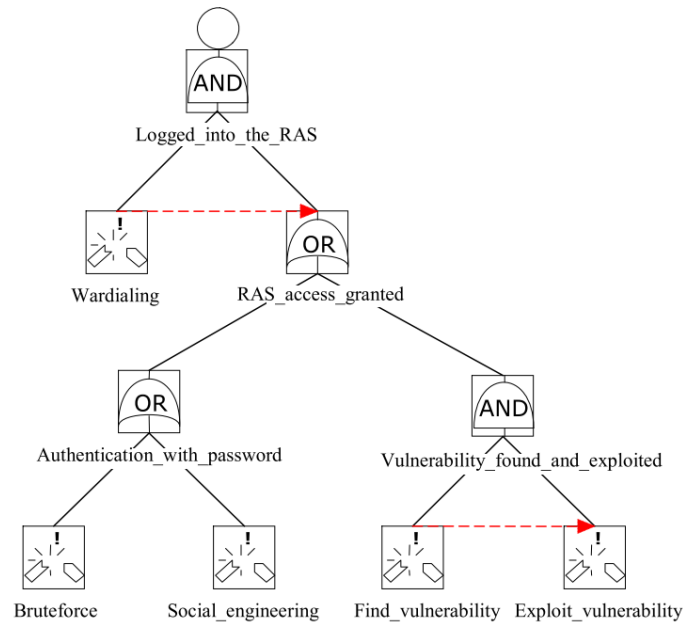 AND
Logged_into_the_RAS
!
OR
Wardialing
RAS_access_granted
OR
AND
Authentication_with_password
Vulnerability_found_and_exploited
! ! ! !
Bruteforce Social_engineering Find_vulnerability Exploit_vulnerability